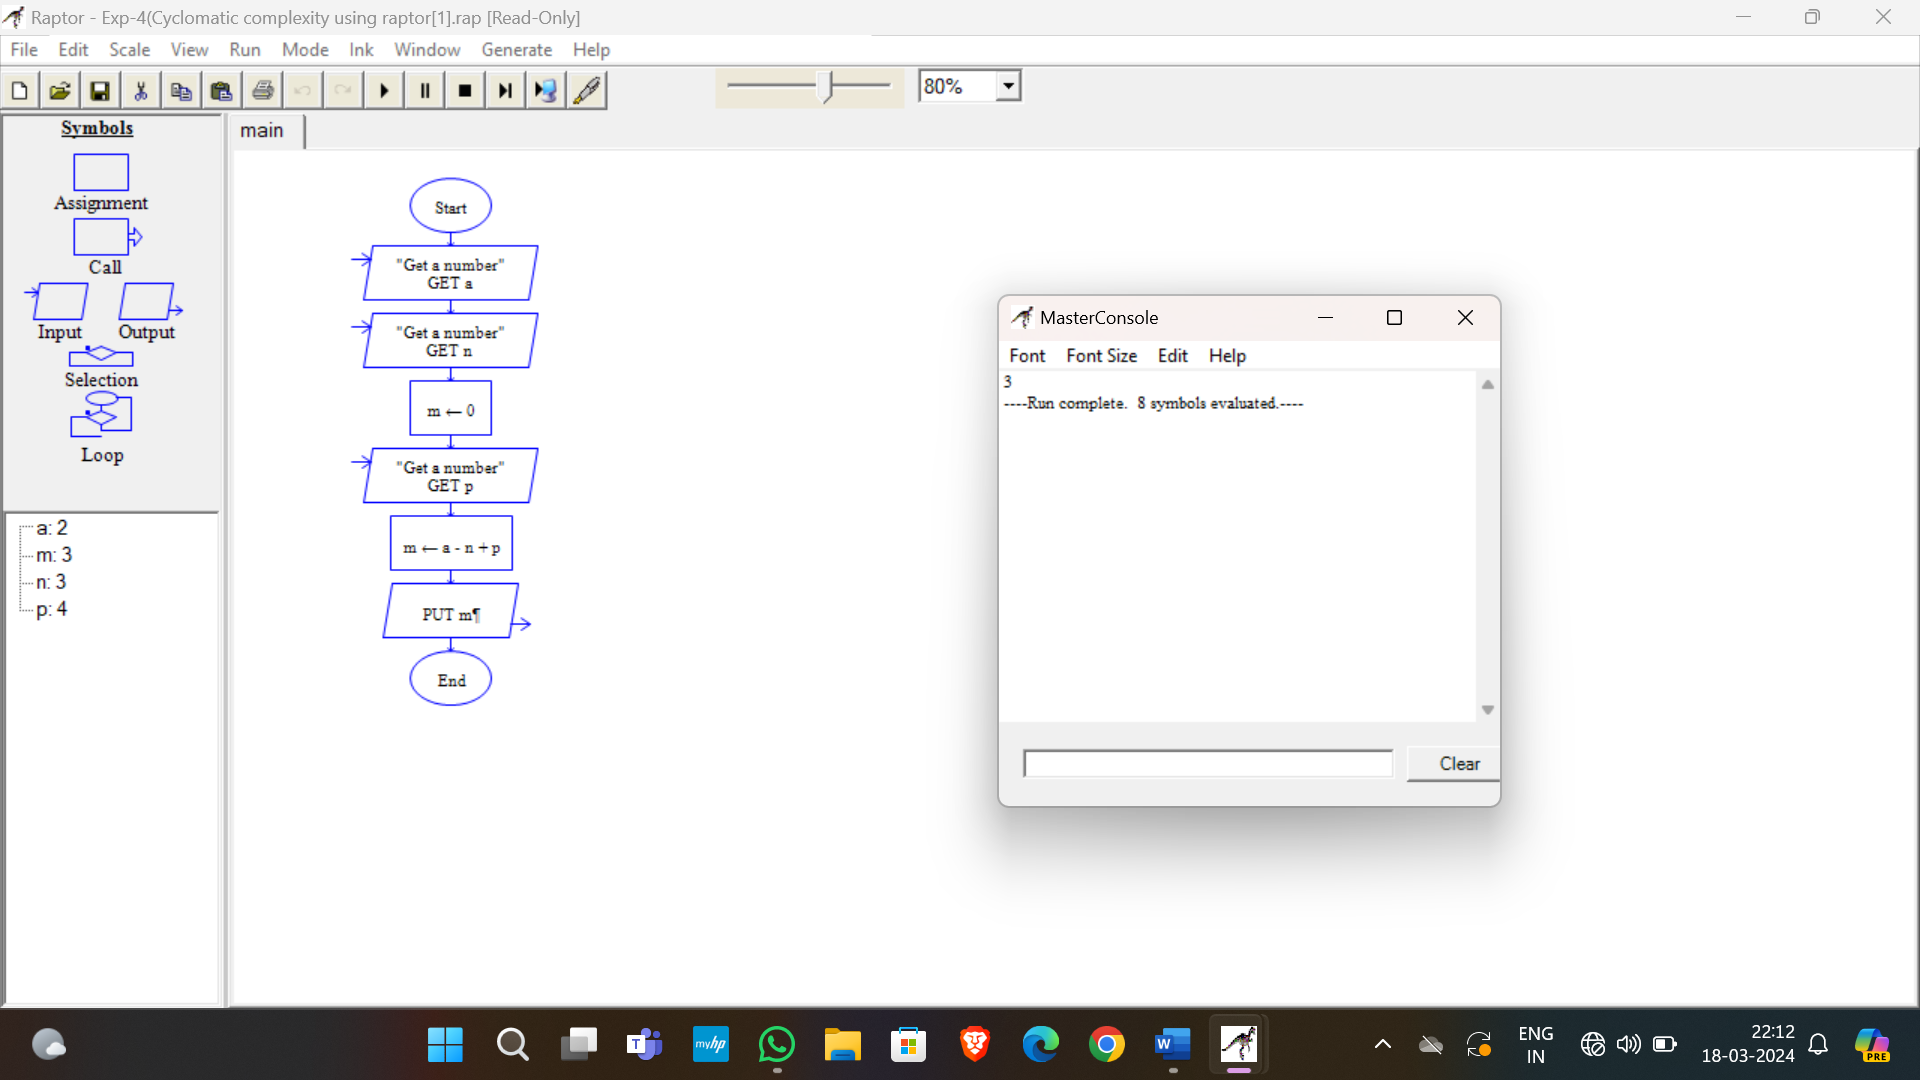 Raptor - Exp-4(Cyclomatic complexity using raptor[1].rap [Read-Only]
File Edit Scale View Run Mode Ink Window Generate Help
80%
Symbols
Assignment
Call
Input Output
Selection
Loop
a: 2
m: 3
n: 3
p: 4
main
Start
"Get a number"
GET a
"Get a number"
GET n
m ← 0
"Get a number"
GET p
m ← a - n + p
PUT m¶
End
MasterConsole
Font Font Size Edit Help
3
----Run complete.  8 symbols evaluated.----
Clear
T
myhp
W
ENG
IN
22:12
18-03-2024
PRE